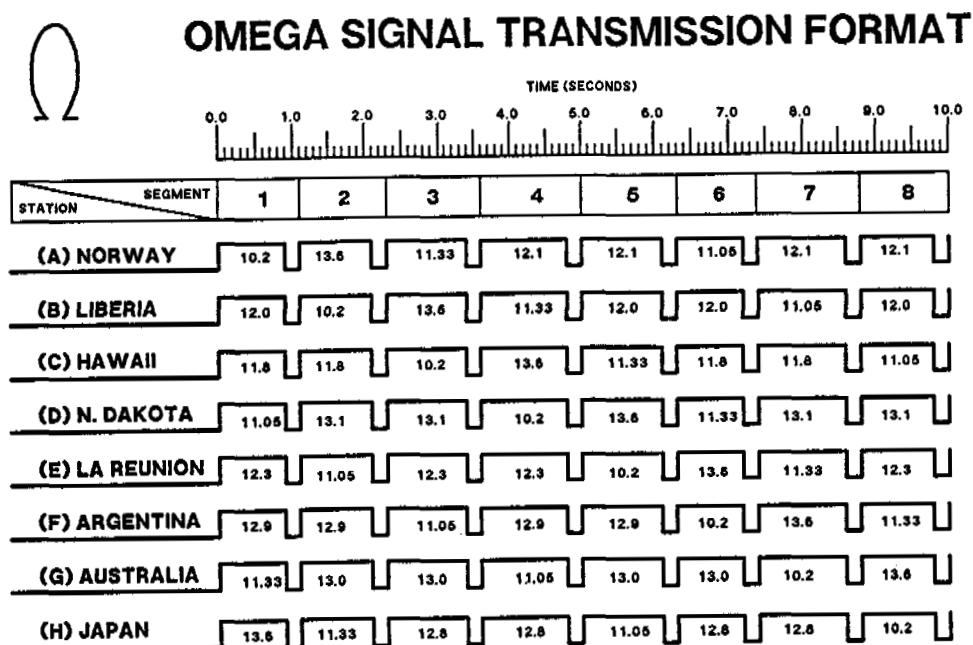 OMEGA SIGNAL TRANSMISSION FORMAT
TIME (SECONDS)
0.0 1.0 2.0 3.0 4.0 5.0 6.0 7.0 8.0 9.0 10.0
STATION SEGMENT 1 2 3 4 5 6 7 8
(A) NORWAY 10.2 13.6 11.33 12.1 12.1 11.05 12.1 12.1
(B) LIBERIA 12.0 10.2 13.6 11.33 12.0 12.0 11.05 12.0
(C) HAWAII 11.8 11.8 10.2 13.6 11.33 11.8 11.8 11.05
(D) N. DAKOTA 11.05 13.1 13.1 10.2 13.6 11.33 13.1 13.1
(E) LA REUNION 12.3 11.05 12.3 12.3 10.2 13.6 11.33 12.3
(F) ARGENTINA 12.9 12.9 11.05 12.9 12.9 10.2 13.6 11.33
(G) AUSTRALIA 11.33 13.0 13.0 11.05 13.0 13.0 10.2 13.6
(H) JAPAN 13.6 11.33 12.8 12.8 11.05 12.8 12.8 10.2